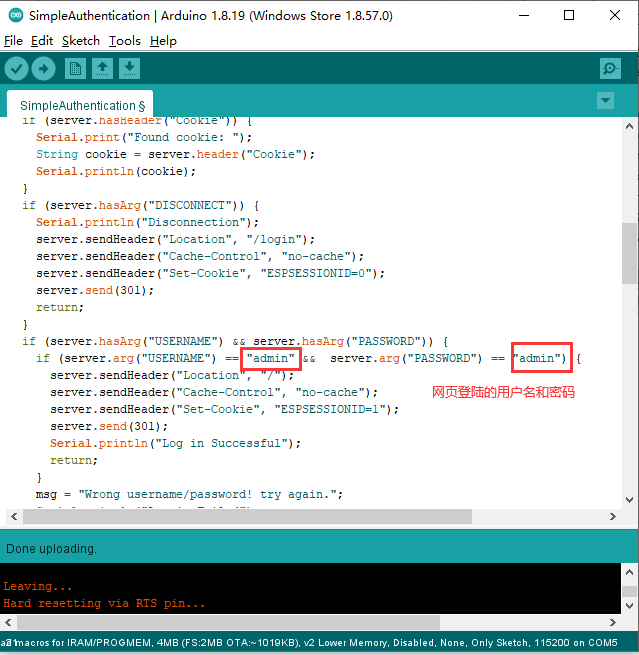 SimpleAuthentication | Arduino 1.8.19 (Windows Store 1.8.57.0)
File Edit Sketch Tools Help
SimpleAuthentication §
if (server.hasHeader("Cookie")) {
Serial.print("Found cookie: ");
String cookie = server.header("Cookie");
Serial.println(cookie);
}
if (server.hasArg("DISCONNECT")) {
Serial.println("Disconnection");
server.sendHeader("Location", "/login");
server.sendHeader("Cache-Control", "no-cache");
server.sendHeader("Set-Cookie", "ESPSESSIONID=0");
server.send(301);
return;
}
if (server.hasArg("USERNAME") && server.hasArg("PASSWORD")) {
if (server.arg("USERNAME") == "admin" && server.arg("PASSWORD") == "admin") {
server.sendHeader("Location", "/");
server.sendHeader("Cache-Control", "no-cache");
server.sendHeader("Set-Cookie", "ESPSESSIONID=1");
server.send(301);
Serial.println("Log in Successful");
return;
}
网页登陆的用户名和密码
msg = "Wrong username/password! try again.";
Done uploading.
Leaving...
Hard resetting via RTS pin...
macros for IRAM/PROGMEM, 4MB (FS:2MB OTA:~1019KB), v2 Lower Memory, Disabled, None, Only Sketch, 115200 on COM5